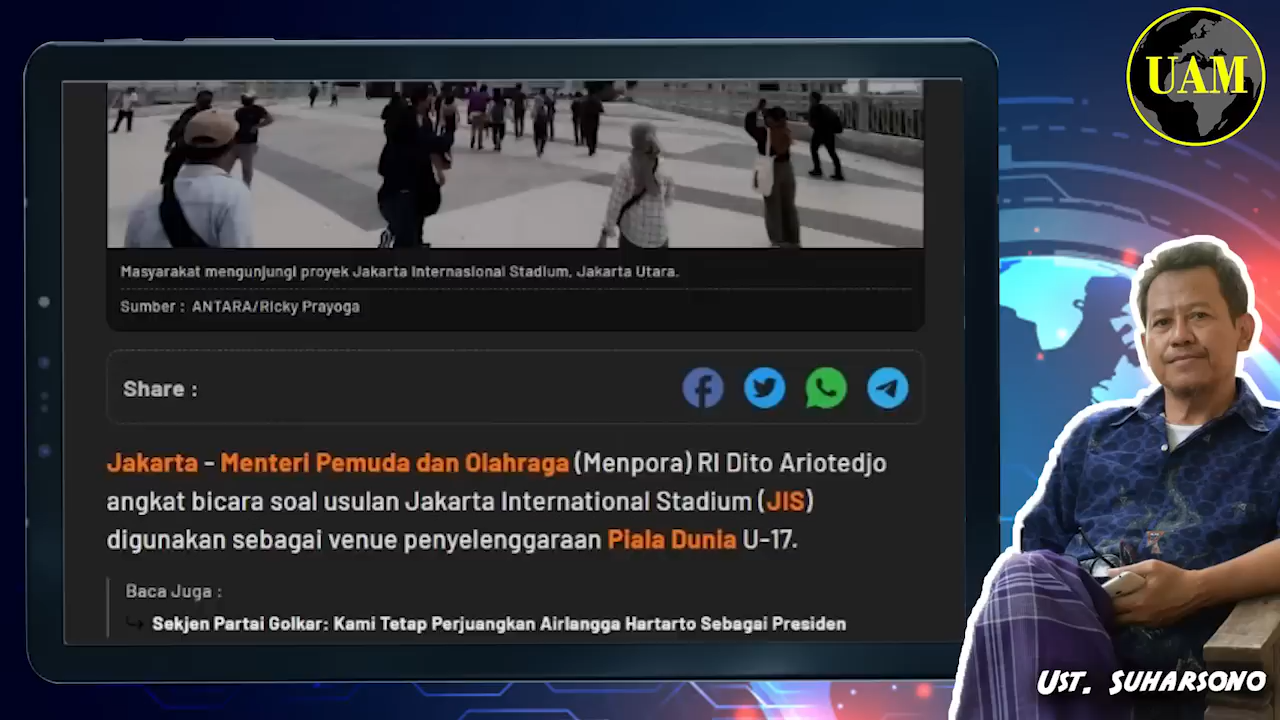 UAM
Masyarakat mengunjungi proyek Jakarta Internasional Stadium, Jakarta Utara.
Sumber : ANTARA/Ricky Prayoga
Share :
Jakarta - Menteri Pemuda dan Olahraga (Menpora) RI Dito Ariotedjo
angkat bicara soal usulan Jakarta International Stadium (JIS)
digunakan sebagai venue penyelenggaraan Piala Dunia U-17.
Baca Juga :
Sekjen Partai Golkar: Kami Tetap Perjuangkan Airlangga Hartarto Sebagai Presiden
UST. SUHARSONO